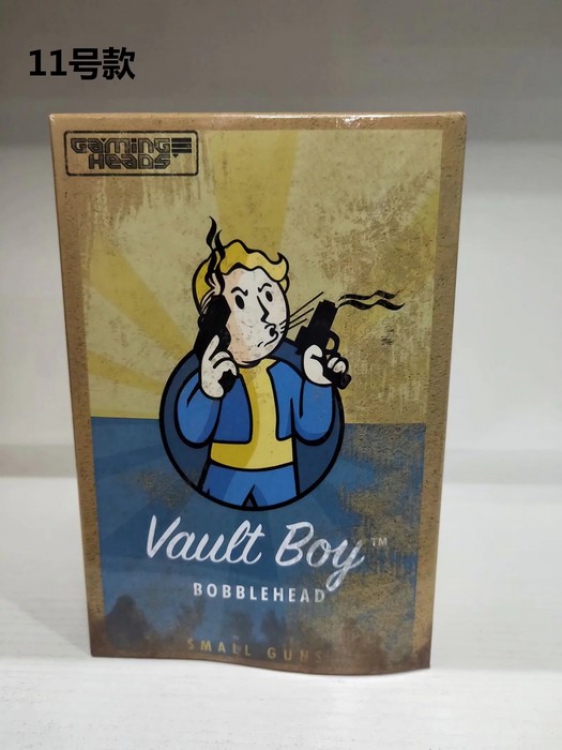 11号款
GAMING
HEADS
Vault Boy™
BOBBLEHEAD
SMALL GUNS